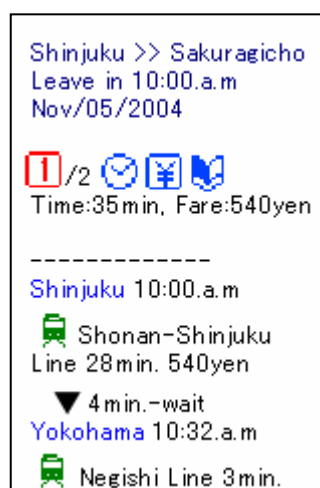 Shinjuku >> Sakuragicho
Leave in 10:00.a.m
Nov/05/2004
1/2 ¥
Time:35min, Fare:540yen
-------------
Shinjuku 10:00.a.m
Shonan-Shinjuku
Line 28min. 540yen
▼ 4min.-wait
Yokohama 10:32.a.m
Negishi Line 3min.